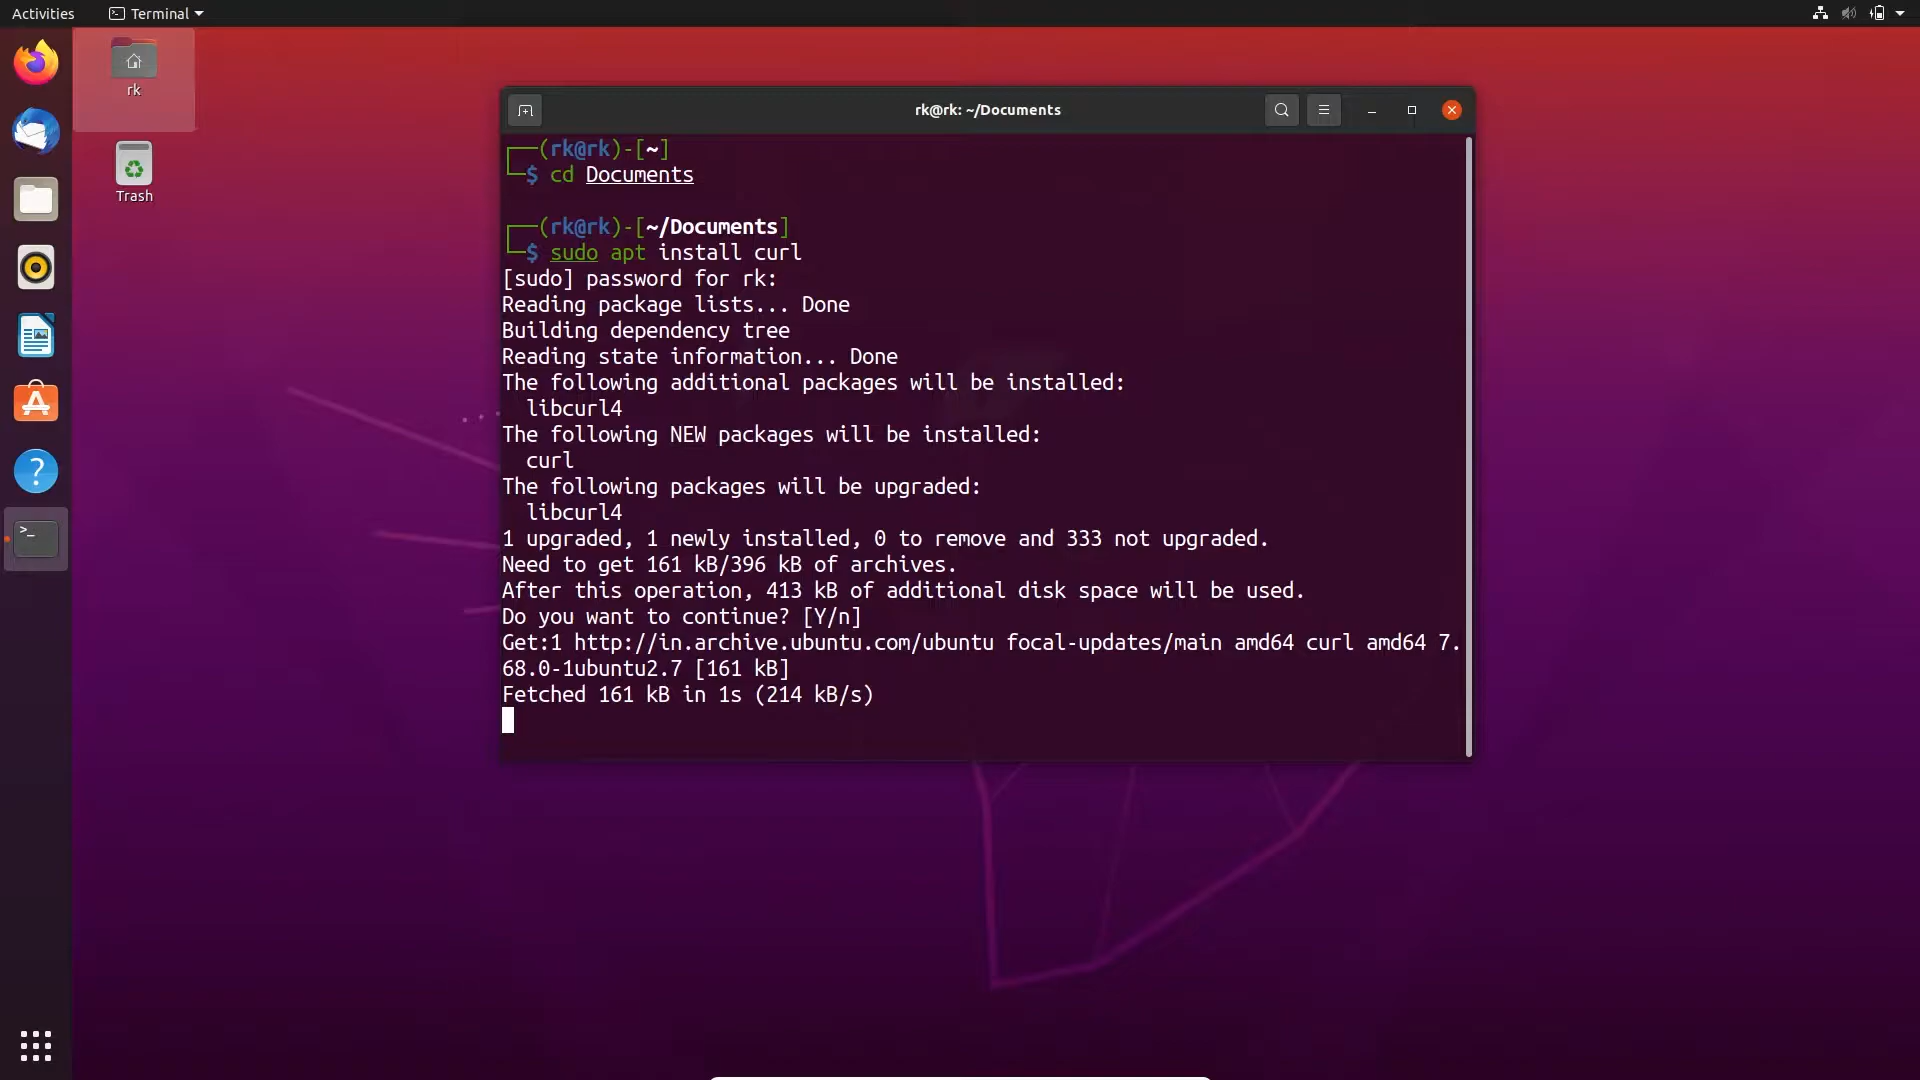 Activities
Terminal
rk
Trash
rk@rk: ~/Documents
(rk@rk)-[~]
$ cd Documents
(rk@rk)-[~/Documents]
$ sudo apt install curl
[sudo] password for rk:
Reading package lists... Done
Building dependency tree
Reading state information... Done
The following additional packages will be installed:
libcurl4
The following NEW packages will be installed:
curl
The following packages will be upgraded:
libcurl4
1 upgraded, 1 newly installed, 0 to remove and 333 not upgraded.
Need to get 161 kB/396 kB of archives.
After this operation, 413 kB of additional disk space will be used.
Do you want to continue? [Y/n]
Get:1 http://in.archive.ubuntu.com/ubuntu focal-updates/main amd64 curl amd64 7.
68.0-1ubuntu2.7 [161 kB]
Fetched 161 kB in 1s (214 kB/s)